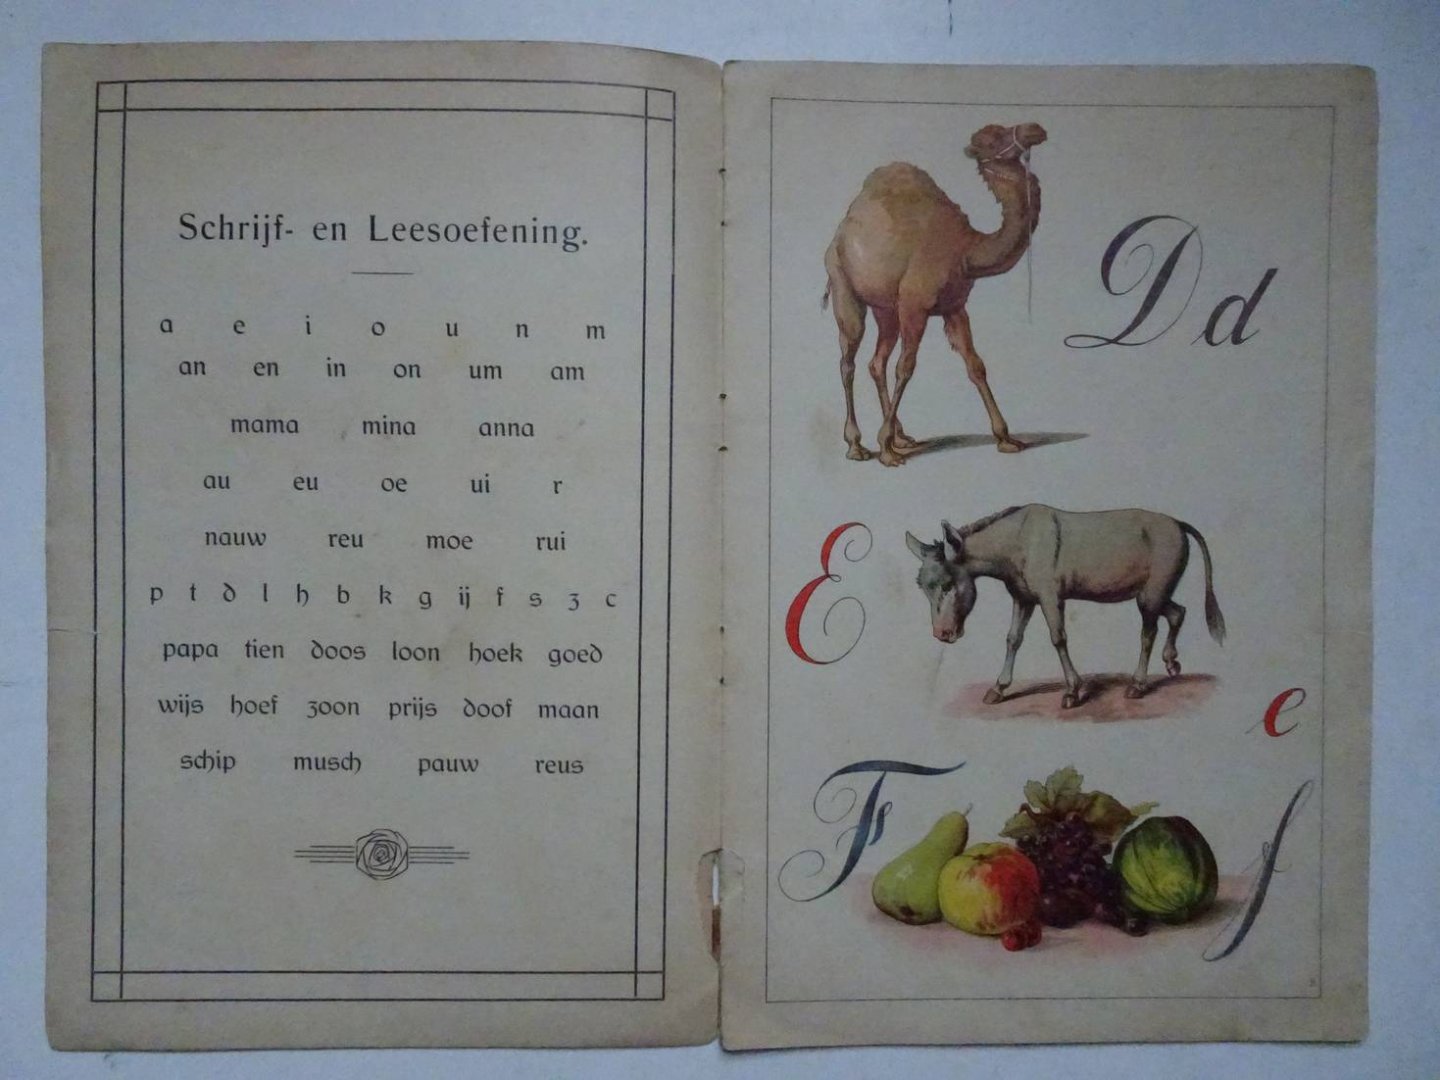 Schrijf- en Leesoefening.
a e i o u n m
an en in on um am
mama mina anna
au eu oe ui r
nauw reu moe rui
p t d l h b k g ij f s z c
papa tien doos loon hoek goed
wijs hoef zoon prijs doof maan
schip musch pauw reus
D d
E e
F f